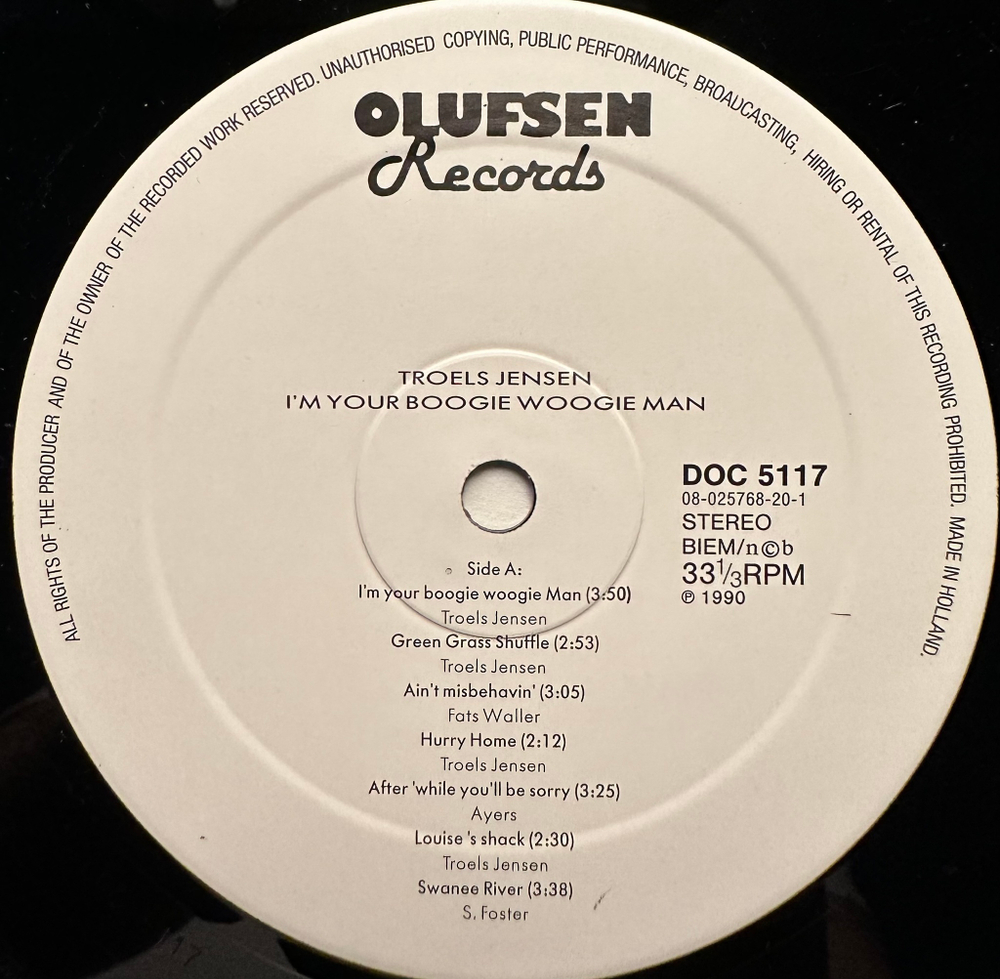 ALL RIGHTS OF THE PRODUCER AND OF THE OWNER OF THE RECORDED WORK RESERVED. UNAUTHORISED COPYING, PUBLIC PERFORMANCE, BROADCASTING, HIRING OR RENTAL OF THIS RECORDING PROHIBITED. MADE IN HOLLAND.
OLUFSEN
Records
TROELS JENSEN
I'M YOUR BOOGIE WOOGIE MAN
DOC 5117
08-025768-20-1
STEREO
BIEM/n©b
33⅓RPM
℗ 1990
Side A:
I'm your boogie woogie Man (3:50)
Troels Jensen
Green Grass Shuffle (2:53)
Troels Jensen
Ain't misbehavin' (3:05)
Fats Waller
Hurry Home (2:12)
Troels Jensen
After 'while you'll be sorry (3:25)
Ayers
Louise 's shack (2:30)
Troels Jensen
Swanee River (3:38)
S. Foster